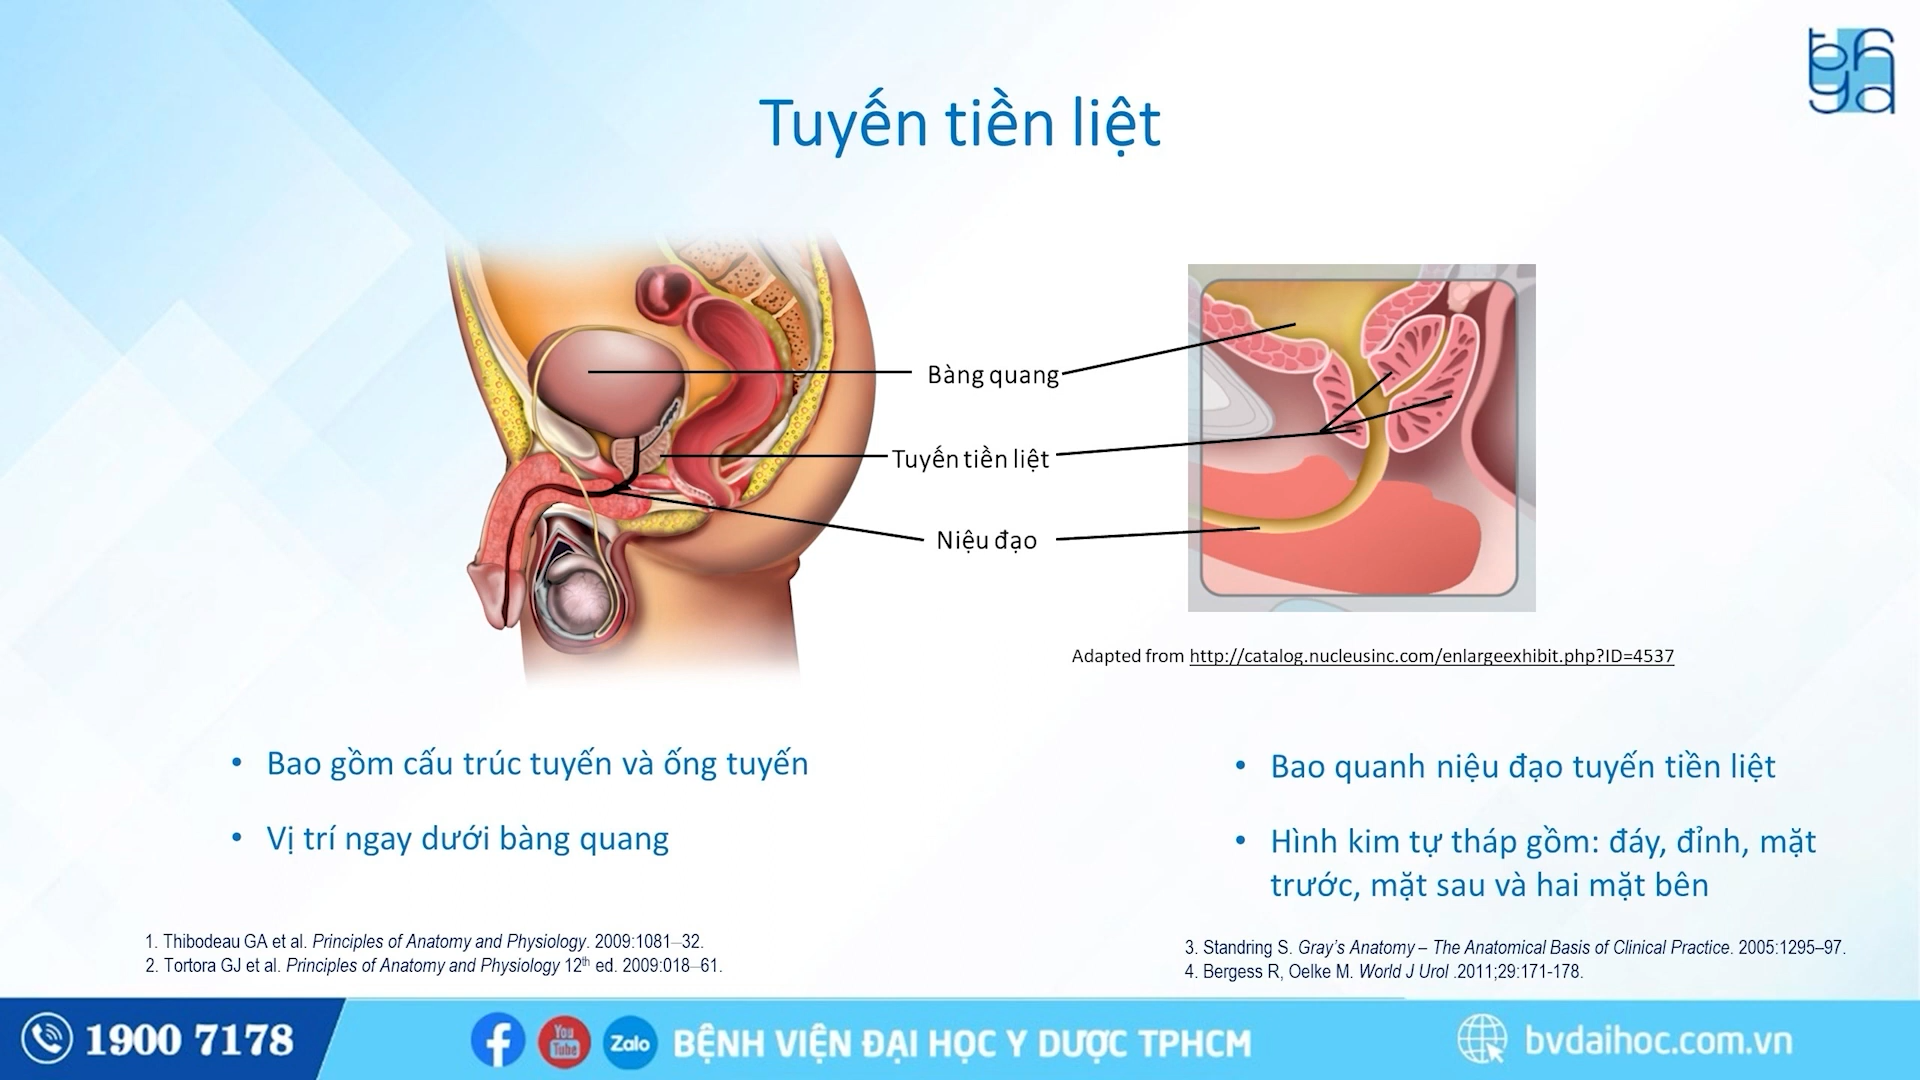 Tuyến tiền liệt
Bàng quang
Tuyến tiền liệt
Niệu đạo
Adapted from http://catalog.nucleusinc.com/enlargeexhibit.php?ID=4537
• Bao gồm cấu trúc tuyến và ống tuyến
• Vị trí ngay dưới bàng quang
• Bao quanh niệu đạo tuyến tiền liệt
• Hình kim tự tháp gồm: đáy, đỉnh, mặt
trước, mặt sau và hai mặt bên
1. Thibodeau GA et al. Principles of Anatomy and Physiology. 2009:1081–32.
2. Tortora GJ et al. Principles of Anatomy and Physiology 12th ed. 2009:018–61.
3. Standring S. Gray’s Anatomy – The Anatomical Basis of Clinical Practice. 2005:1295–97.
4. Bergess R, Oelke M. World J Urol .2011;29:171-178.
1900 7178
You Tube
Zalo
BỆNH VIỆN ĐẠI HỌC Y DƯỢC TPHCM
bvdaihoc.com.vn